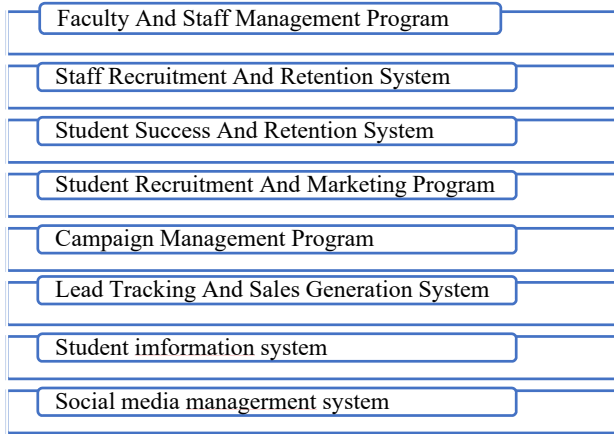 Faculty And Staff Management Program
Staff Recruitment And Retention System
Student Success And Retention System
Student Recruitment And Marketing Program
Campaign Management Program
Lead Tracking And Sales Generation System
Student imformation system
Social media managerment system